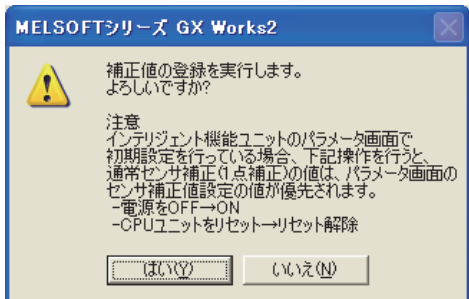 MELSOFTシリーズ GX Works2
補正値の登録を実行します。
よろしいですか?
注意
インテリジェント機能ユニットのパラメータ画面で
初期設定を行っている場合、下記操作を行うと、
通常センサ補正(1点補正)の値は、パラメータ画面の
センサ補正値設定の値が優先されます。
-電源をOFF→ON
-CPUユニットをリセット→リセット解除
はい(Y)
いいえ(N)